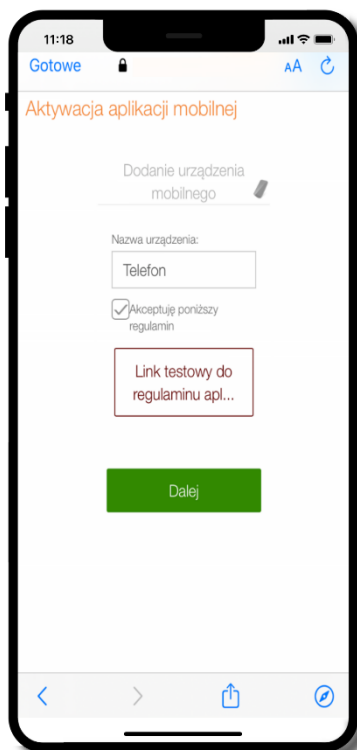 11:18
Gotowe
AA
Aktywacja aplikacji mobilnej
Dodanie urządzenia
mobilnego
Nazwa urządzenia:
Telefon
Akceptuję poniższy
regulamin
Link testowy do
regulaminu apl...
Dalej